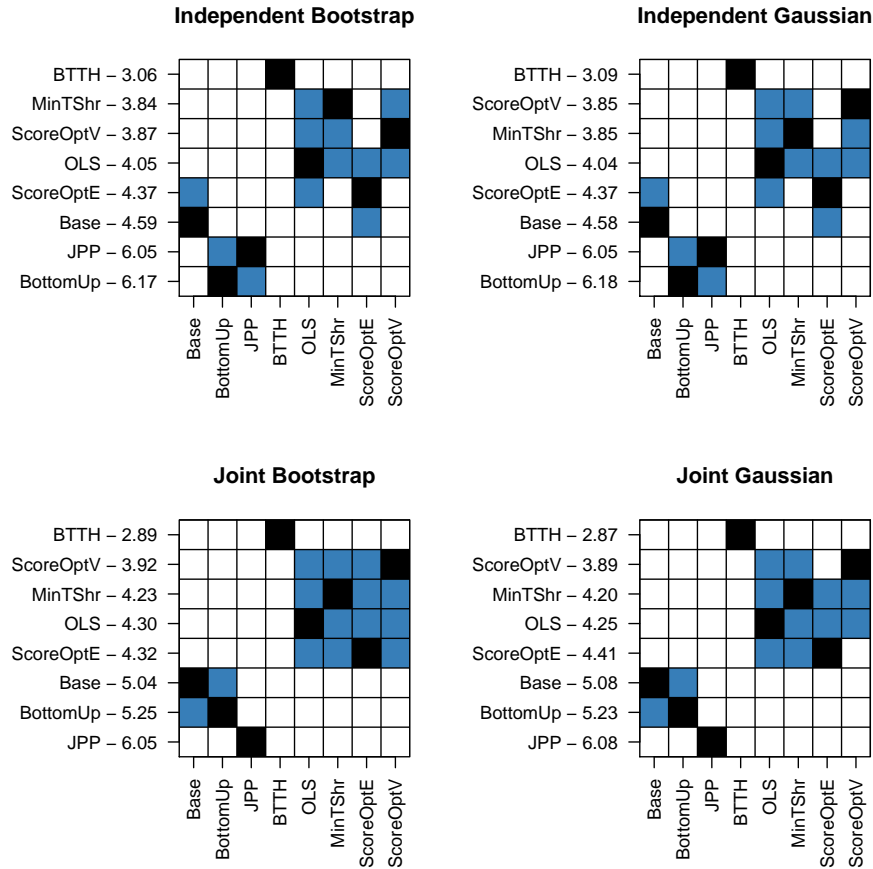 Independent Bootstrap
BTTH − 3.06
MinTShr − 3.84
ScoreOptV − 3.87
OLS − 4.05
ScoreOptE − 4.37
Base − 4.59
JPP − 6.05
BottomUp − 6.17
Base
BottomUp
JPP
BTTH
OLS
MinTShr
ScoreOptE
ScoreOptV
Independent Gaussian
BTTH − 3.09
ScoreOptV − 3.85
MinTShr − 3.85
OLS − 4.04
ScoreOptE − 4.37
Base − 4.58
JPP − 6.05
BottomUp − 6.18
Base
BottomUp
JPP
BTTH
OLS
MinTShr
ScoreOptE
ScoreOptV
Joint Bootstrap
BTTH − 2.89
ScoreOptV − 3.92
MinTShr − 4.23
OLS − 4.30
ScoreOptE − 4.32
Base − 5.04
BottomUp − 5.25
JPP − 6.05
Base
BottomUp
JPP
BTTH
OLS
MinTShr
ScoreOptE
ScoreOptV
Joint Gaussian
BTTH − 2.87
ScoreOptV − 3.89
MinTShr − 4.20
OLS − 4.25
ScoreOptE − 4.41
Base − 5.08
BottomUp − 5.23
JPP − 6.08
Base
BottomUp
JPP
BTTH
OLS
MinTShr
ScoreOptE
ScoreOptV